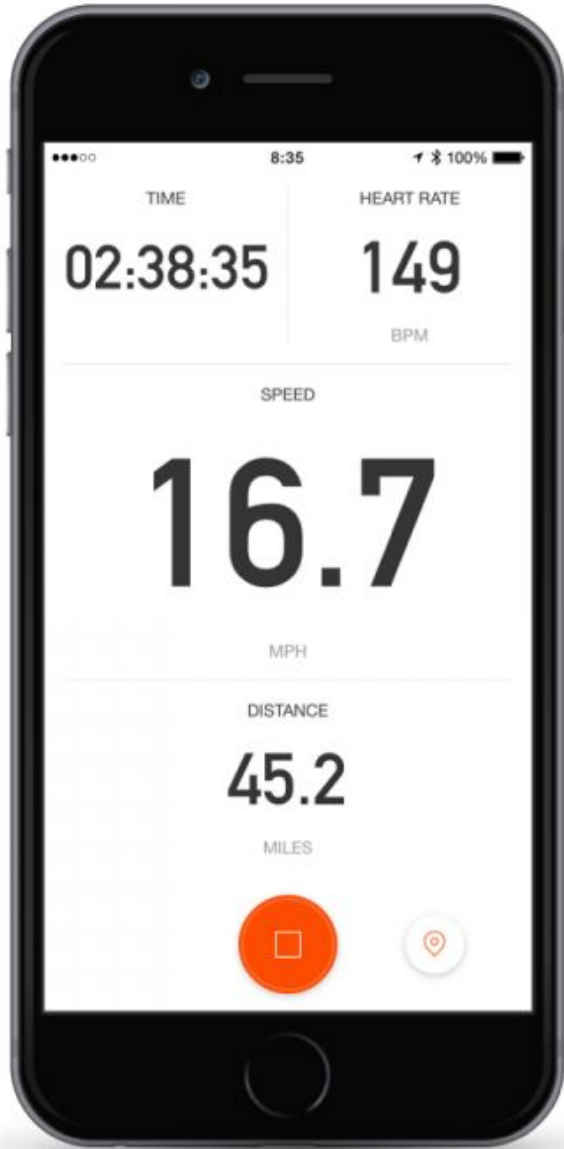 8:35 100%
TIME HEART RATE
02:38:35 149
BPM
SPEED
16.7
MPH
DISTANCE
45.2
MILES